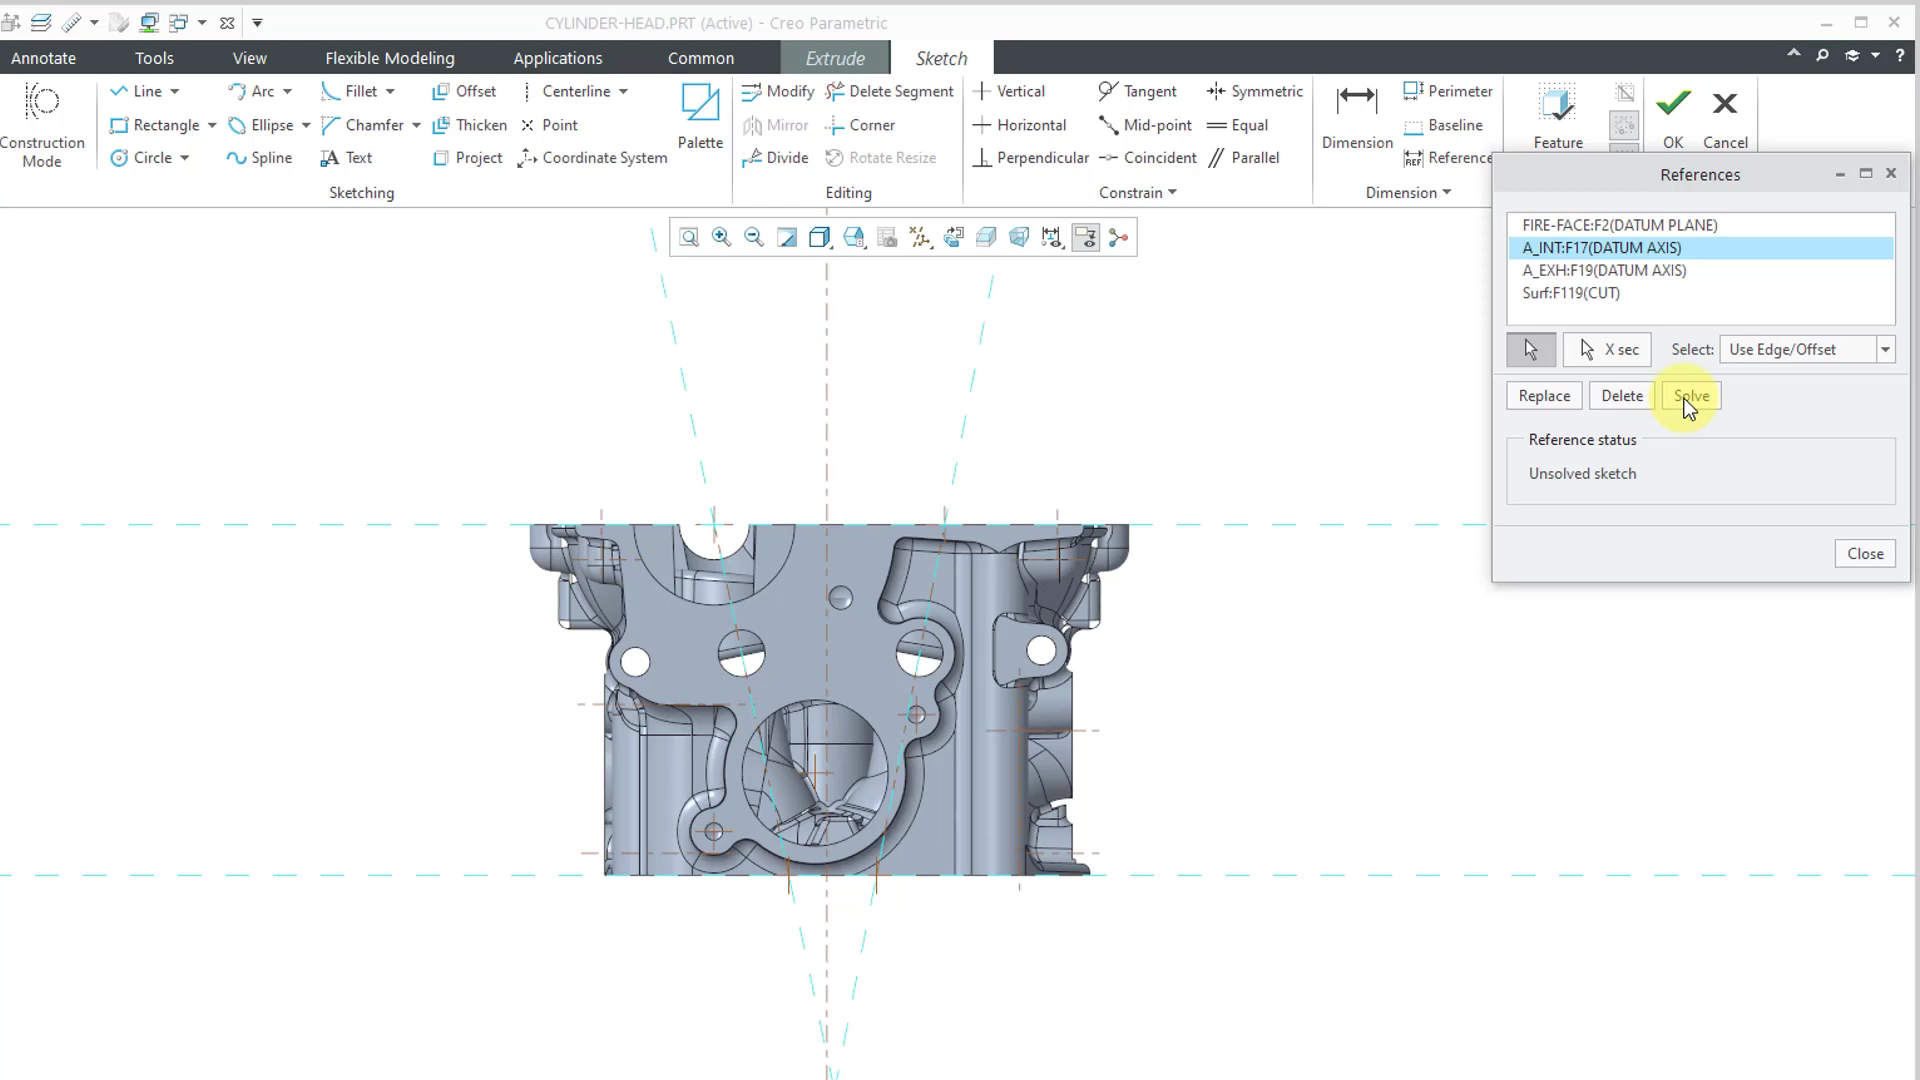 CYLINDER-HEAD.PRT (Active) - Creo Parametric
Annotate Tools View Flexible Modeling Applications Common Extrude Sketch
Line Arc Fillet Offset Centerline Modify Delete Segment Vertical Tangent Symmetric Perimeter
Rectangle Ellipse Chamfer Thicken Point Mirror Corner Horizontal Mid-point Equal Baseline
Construction Mode Palette Dimension Feature OK Cancel
Circle Spline Text Project Coordinate System Divide Rotate Resize Perpendicular Coincident Parallel REF Reference
Sketching Editing Constrain Dimension
References
FIRE-FACE:F2(DATUM PLANE)
A_INT:F17(DATUM AXIS)
A_EXH:F19(DATUM AXIS)
Surf:F119(CUT)
X sec Select: Use Edge/Offset
Replace Delete Solve
Reference status
Unsolved sketch
Close